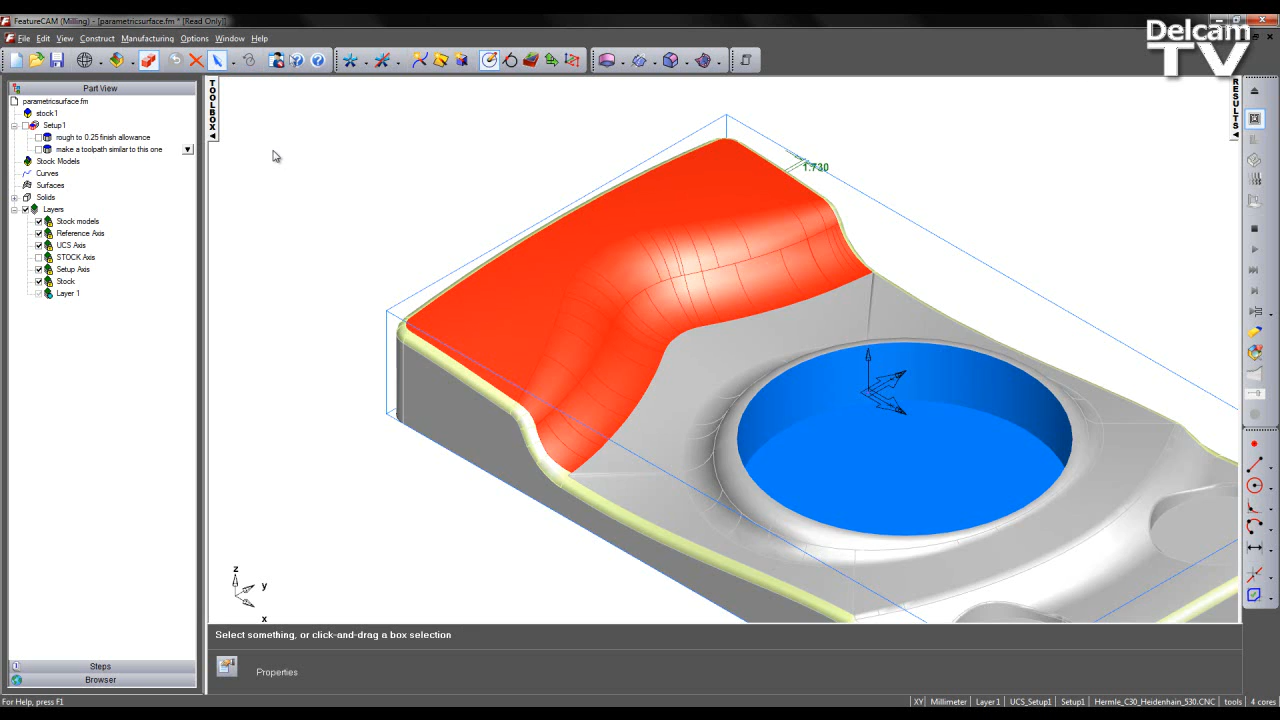 FeatureCAM (Milling) - [parametricsurface.fm * [Read Only]]
File Edit View Construct Manufacturing Options Window Help
Delcam
TV
Part View
parametricsurface.fm
stock1
Setup1
rough to 0.25 finish allowance
make a toolpath similar to this one
Stock Models
Curves
Surfaces
Solids
Layers
Stock models
Reference Axis
UCS Axis
STOCK Axis
Setup Axis
Stock
Layer 1
Steps
Browser
TOOLBOX
RESULTS
1.730
z
y
x
Select something, or click-and-drag a box selection
Properties
For Help, press F1
XY Millimeter Layer1 UCS_Setup1 Setup1 Hermle_C30_Heidenhain_530.CNC tools 4 cores